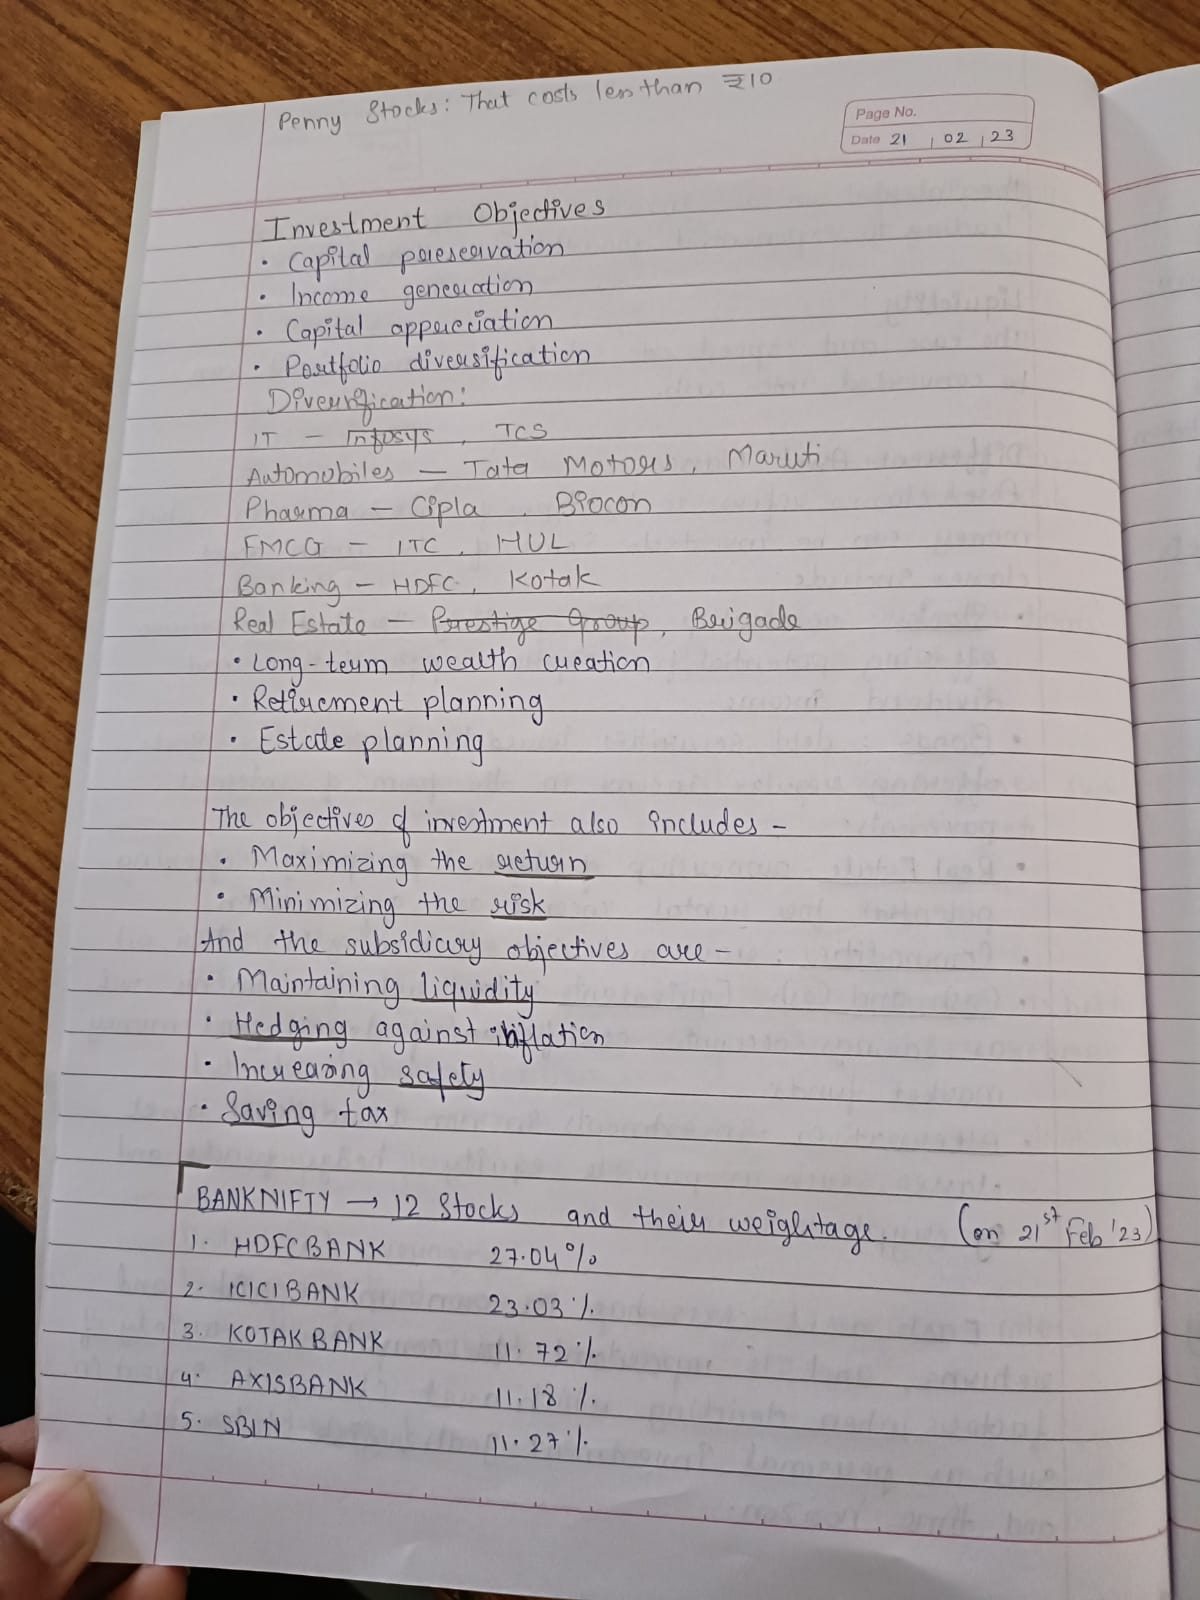 Penny Stocks: That costs less than ₹10
Page No.
Date 21 | 02 | 23
Investment Objectives
• Capital preservation
• Income generation
• Capital appreciation
• Portfolio diversification
Diversification:
IT – Infosys, TCS
Automobiles – Tata Motors, Maruti
Pharma – Cipla, Biocon
FMCG – ITC, HUL
Banking – HDFC, Kotak
Real Estate – Prestige Group, Brigade
• Long-term wealth creation
• Retirement planning
• Estate planning
The objectives of investment also includes –
• Maximizing the return
• Minimizing the risk
And the subsidiary objectives are –
• Maintaining liquidity
• Hedging against inflation
• Increasing safety
• Saving tax
BANKNIFTY → 12 Stocks and their weightage. (on 21st Feb '23)
1. HDFCBANK 27.04%
2. ICICIBANK 23.03%
3. KOTAKBANK 11.72%
4. AXISBANK 11.18%
5. SBIN 11.27%